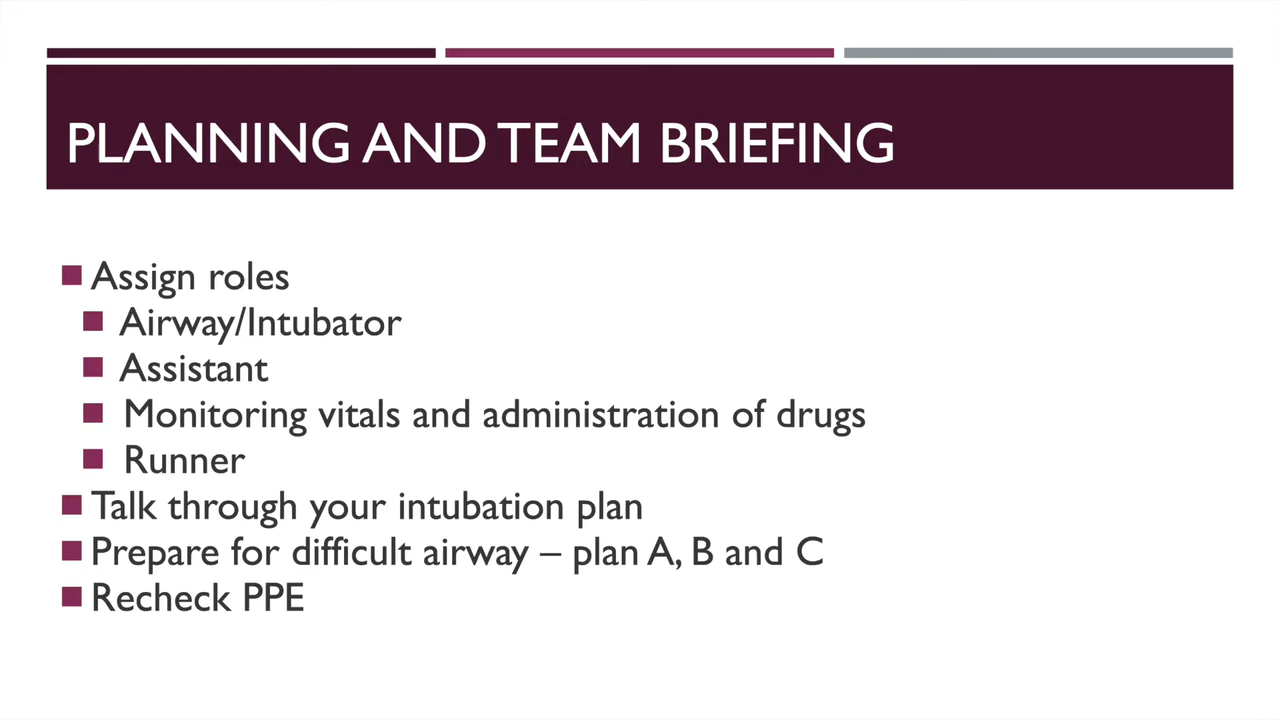 PLANNING AND TEAM BRIEFING
Assign roles
Airway/Intubator
Assistant
Monitoring vitals and administration of drugs
Runner
Talk through your intubation plan
Prepare for difficult airway – plan A, B and C
Recheck PPE